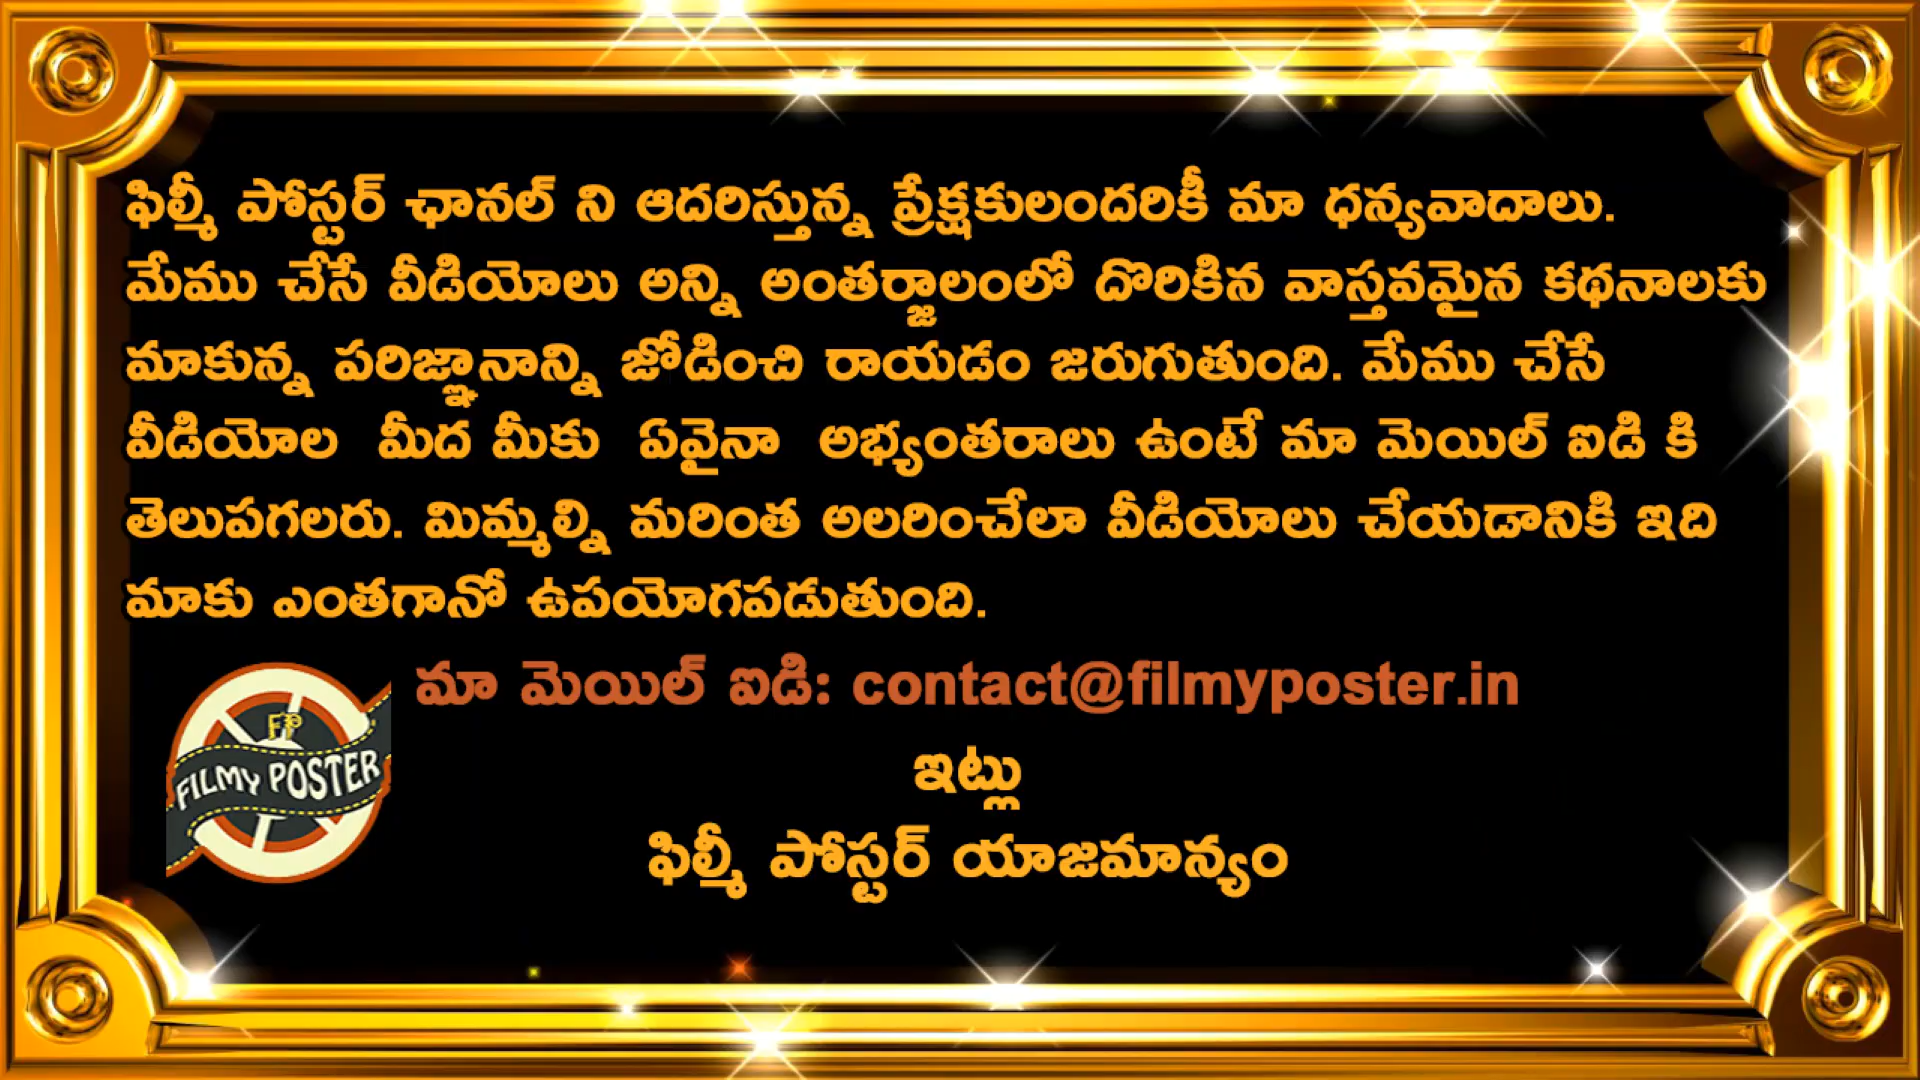 ఫిల్మీ పోస్టర్ ఛానల్ ని ఆదరిస్తున్న ప్రేక్షకులందరికీ మా ధన్యవాదాలు.
మేము చేసే వీడియోలు అన్ని అంతర్జాలంలో దొరికిన వాస్తవమైన కథనాలకు
మాకున్న పరిజ్ఞానాన్ని జోడించి రాయడం జరుగుతుంది. మేము చేసే
వీడియోల మీద మీకు ఏవైనా అభ్యంతరాలు ఉంటే మా మెయిల్ ఐడి కి
తెలుపగలరు. మిమ్మల్ని మరింత అలరించేలా వీడియోలు చేయడానికి ఇది
మాకు ఎంతగానో ఉపయోగపడుతుంది.
మా మెయిల్ ఐడి: contact@filmyposter.in
FP
FILMY POSTER
ఇట్లు
ఫిల్మీ పోస్టర్ యాజమాన్యం